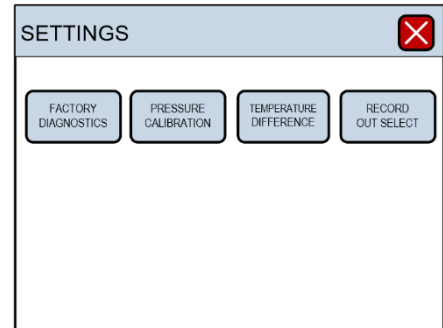 SETTINGS
FACTORY
DIAGNOSTICS
PRESSURE
CALIBRATION
TEMPERATURE
DIFFERENCE
RECORD
OUT SELECT